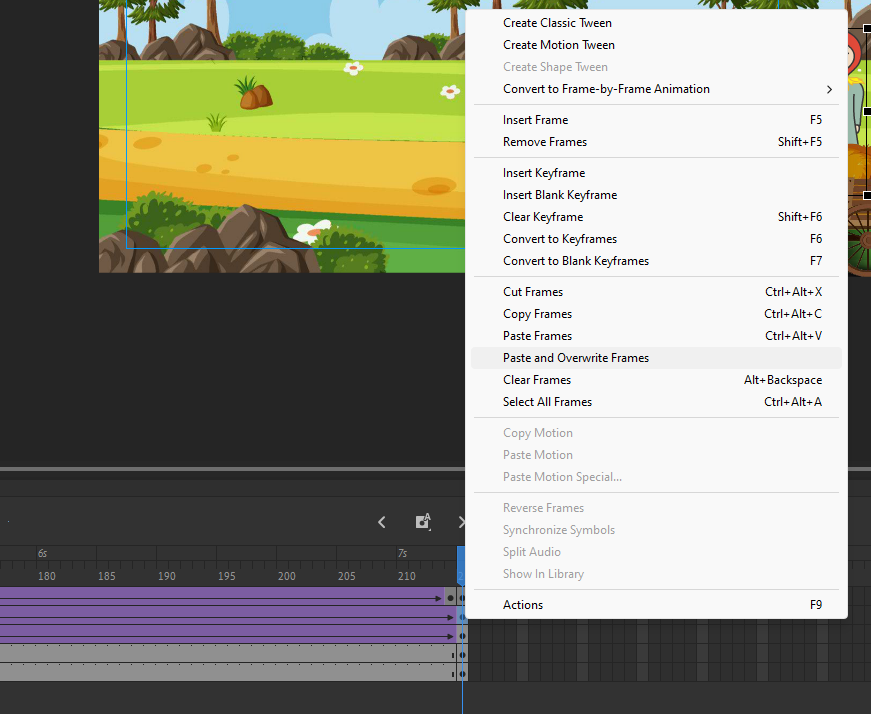 Create Classic Tween
Create Motion Tween
Create Shape Tween
Convert to Frame-by-Frame Animation
Insert Frame F5
Remove Frames Shift+F5
Insert Keyframe
Insert Blank Keyframe
Clear Keyframe Shift+F6
Convert to Keyframes F6
Convert to Blank Keyframes F7
Cut Frames Ctrl+Alt+X
Copy Frames Ctrl+Alt+C
Paste Frames Ctrl+Alt+V
Paste and Overwrite Frames
Clear Frames Alt+Backspace
Select All Frames Ctrl+Alt+A
Copy Motion
Paste Motion
Paste Motion Special...
Reverse Frames
Synchronize Symbols
Split Audio
Show In Library
Actions F9
A
6s 7s
180 185 190 195 200 205 210